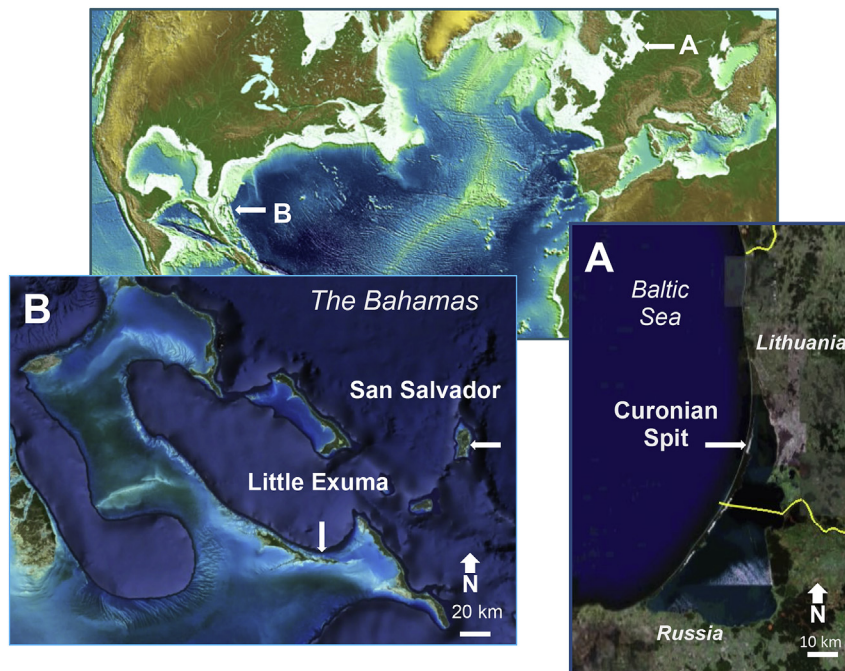 A
B
A
Baltic
Sea
Lithuania
Curonian
Spit
N
10 km
Russia
B
The Bahamas
San Salvador
Little Exuma
N
20 km